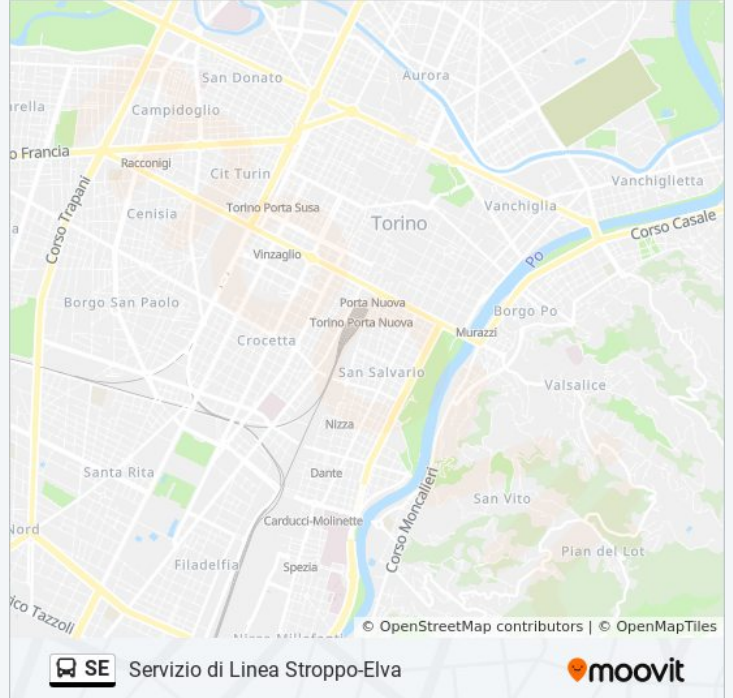 San Donato
Aurora
arella
Campidoglio
o Francia
Racconigi
Cit Turin
Vanchiglietta
Corso Trapani
Cenisia
Torino Porta Susa
Torino
Vanchiglia
Corso Casale
a
Vinzaglio
Po
Borgo San Paolo
Porta Nuova
Torino Porta Nuova
Borgo Po
Murazzi
Crocetta
San Salvario
Valsalice
Nizza
Santa Rita
Dante
Corso Moncalieri
San Vito
Nord
Carducci-Molinette
Filadelfia
Spezia
Pian del Lot
ico Tazzoli
© OpenStreetMap contributors | © OpenMapTiles
SE Servizio di Linea Stroppo-Elva
moovit